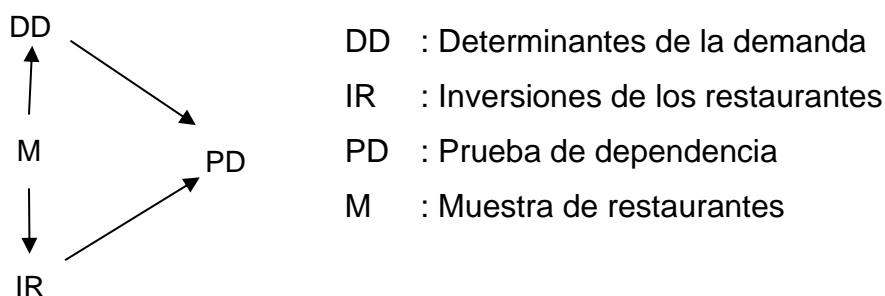 DD
M
PD
IR
DD : Determinantes de la demanda
IR : Inversiones de los restaurantes
PD : Prueba de dependencia
M : Muestra de restaurantes